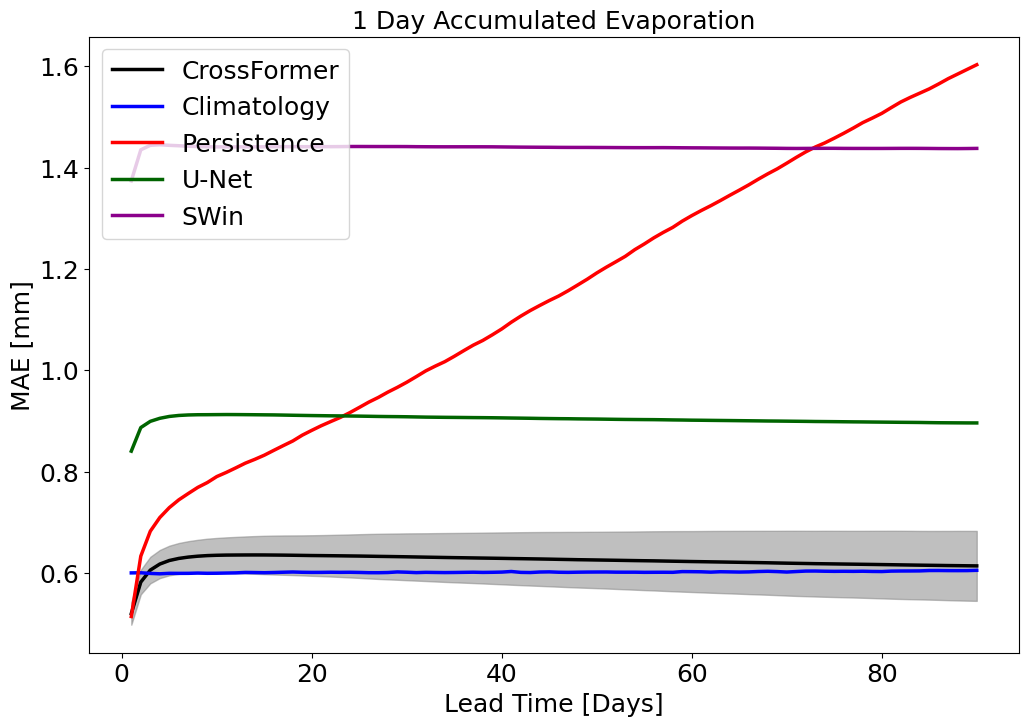 1 Day Accumulated Evaporation
CrossFormer
Climatology
Persistence
U-Net
SWin
MAE [mm]
1.6
1.4
1.2
1.0
0.8
0.6
0 20 40 60 80
Lead Time [Days]